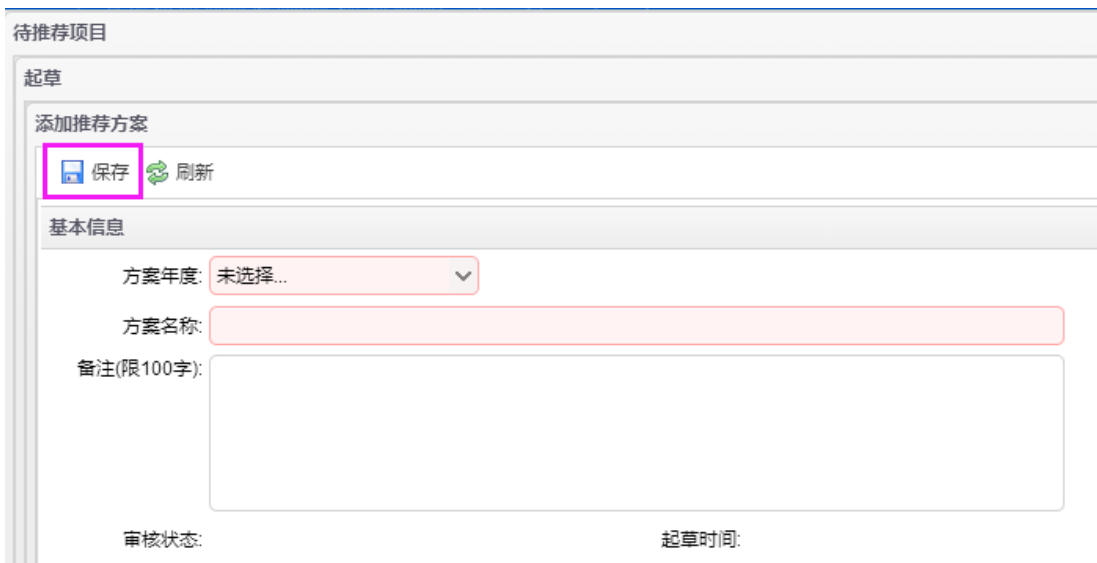 待推荐项目
起草
添加推荐方案
保存 刷新
基本信息
方案年度: 未选择...
方案名称:
备注(限100字):
审核状态: 起草时间: